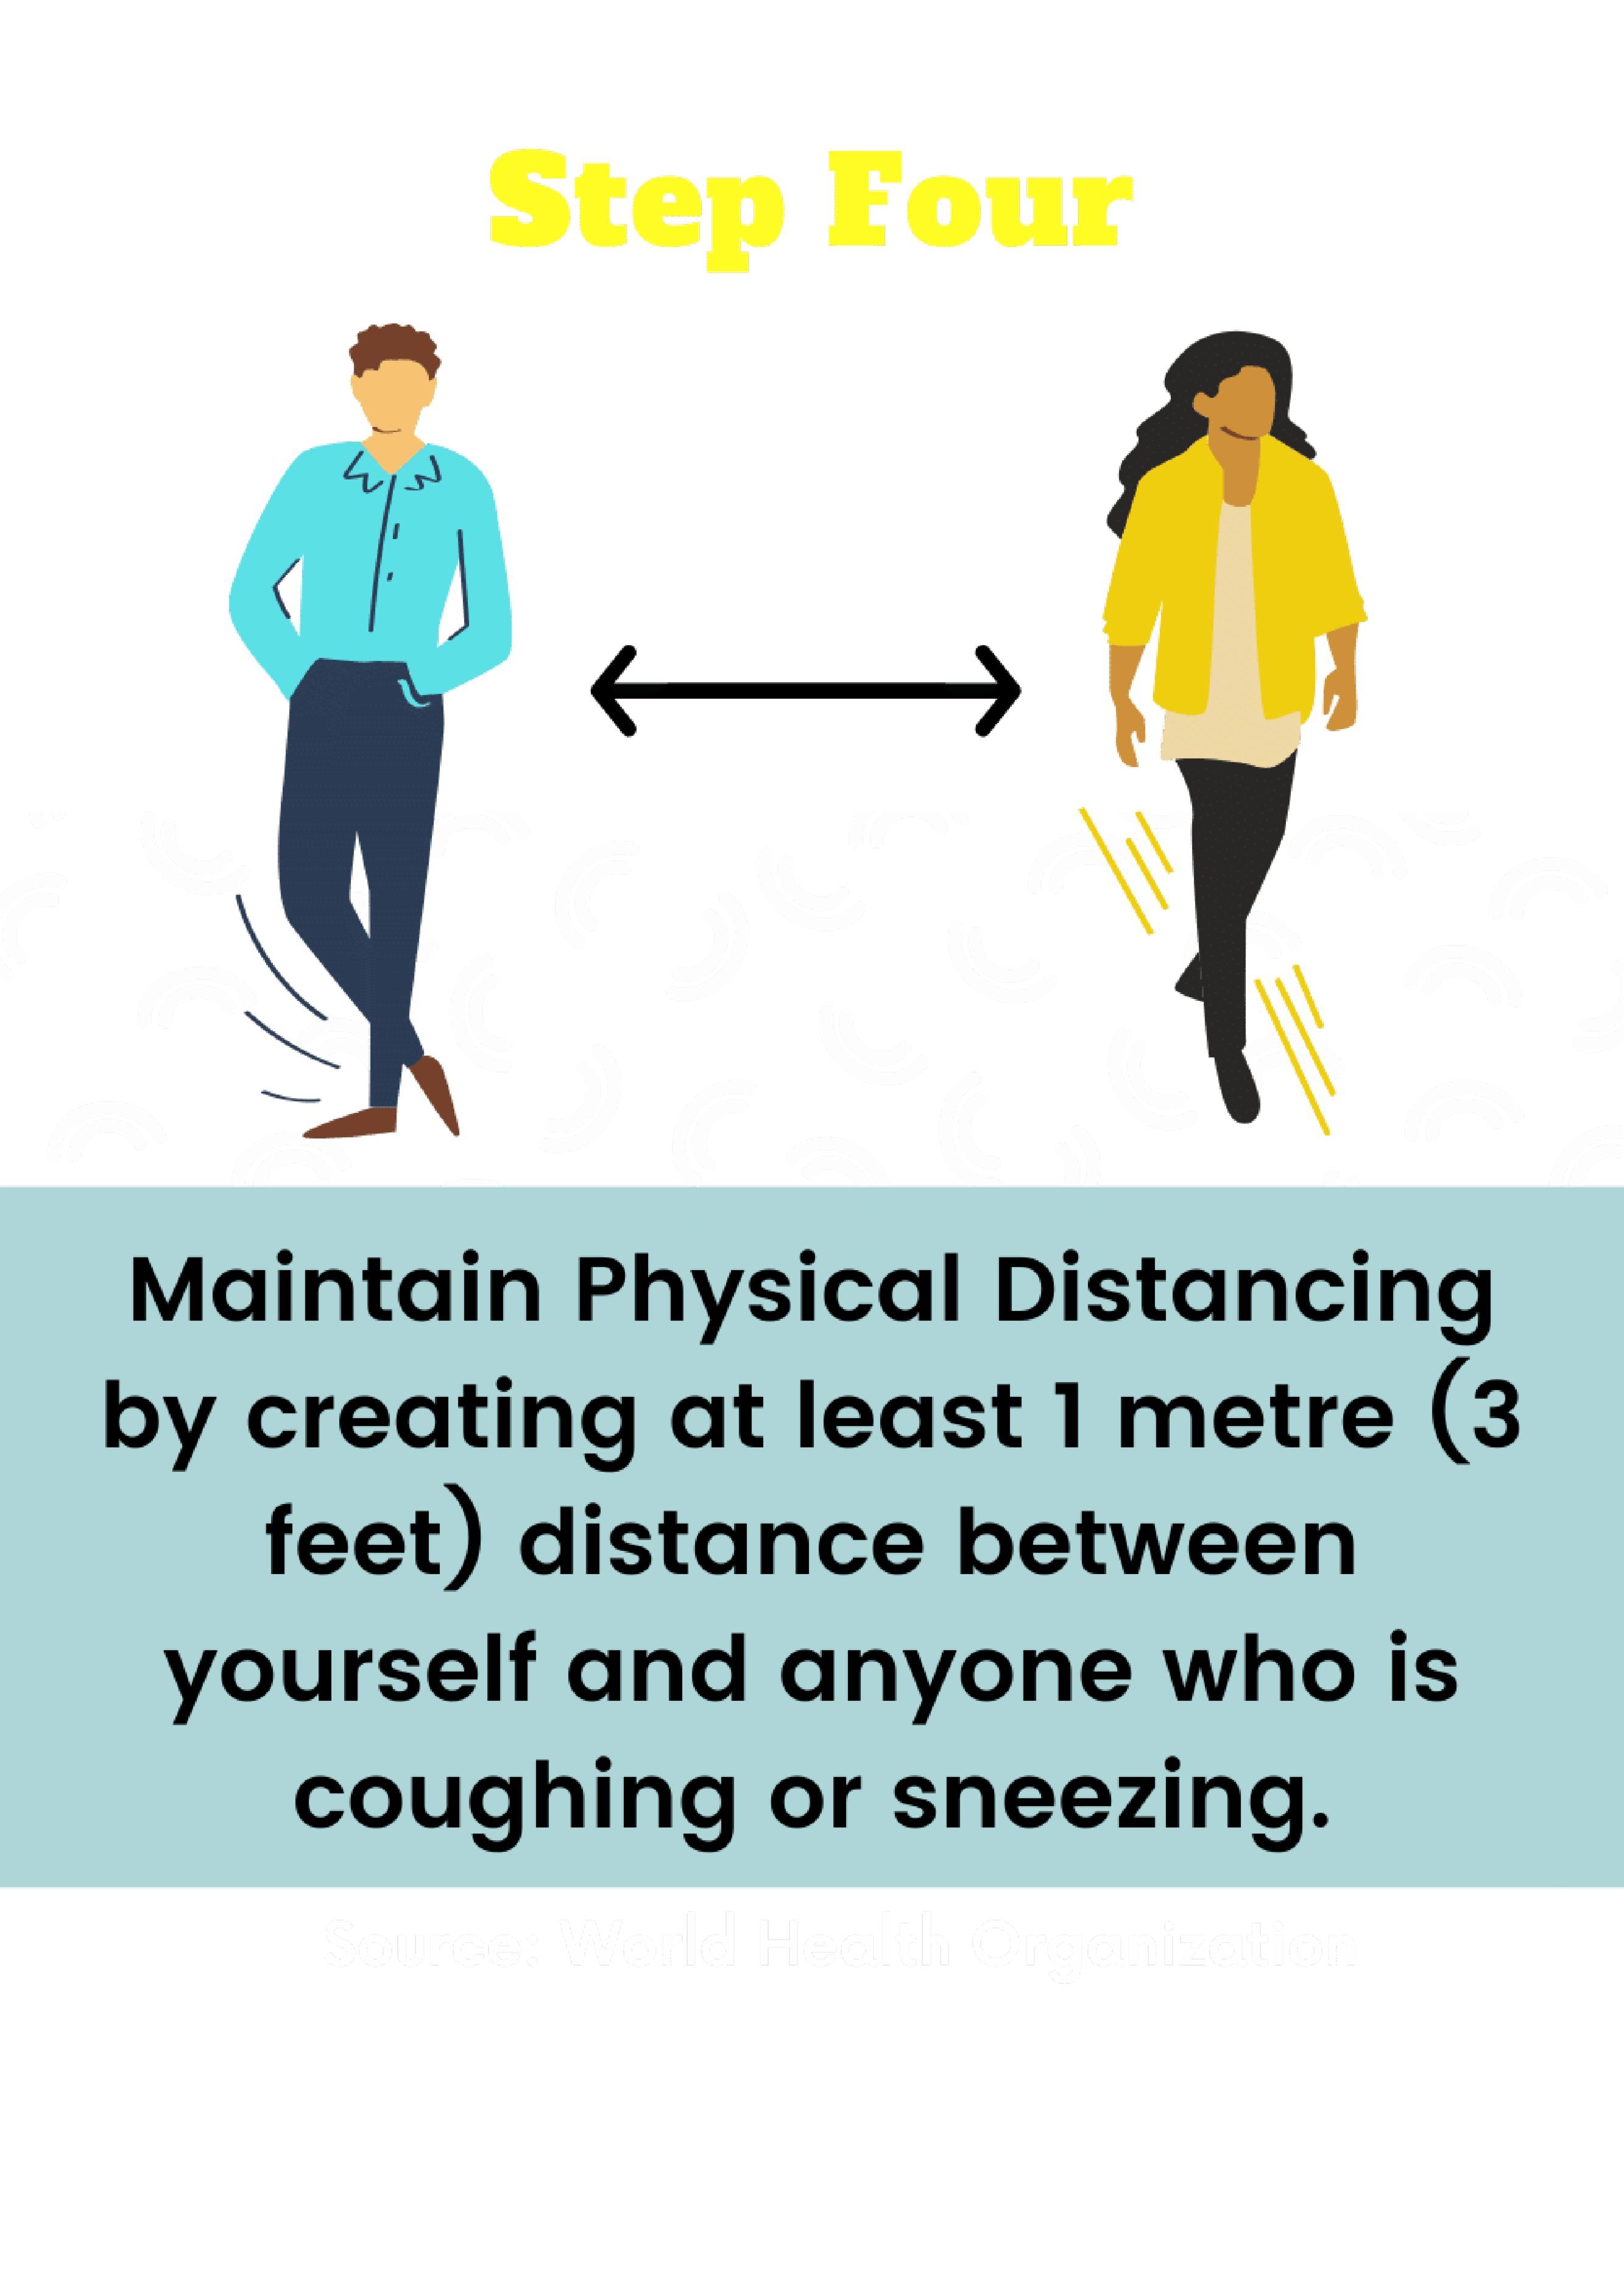 Step Four
Maintain Physical Distancing
by creating at least 1 metre (3
feet) distance between
yourself and anyone who is
coughing or sneezing.
Source: World Health Organization